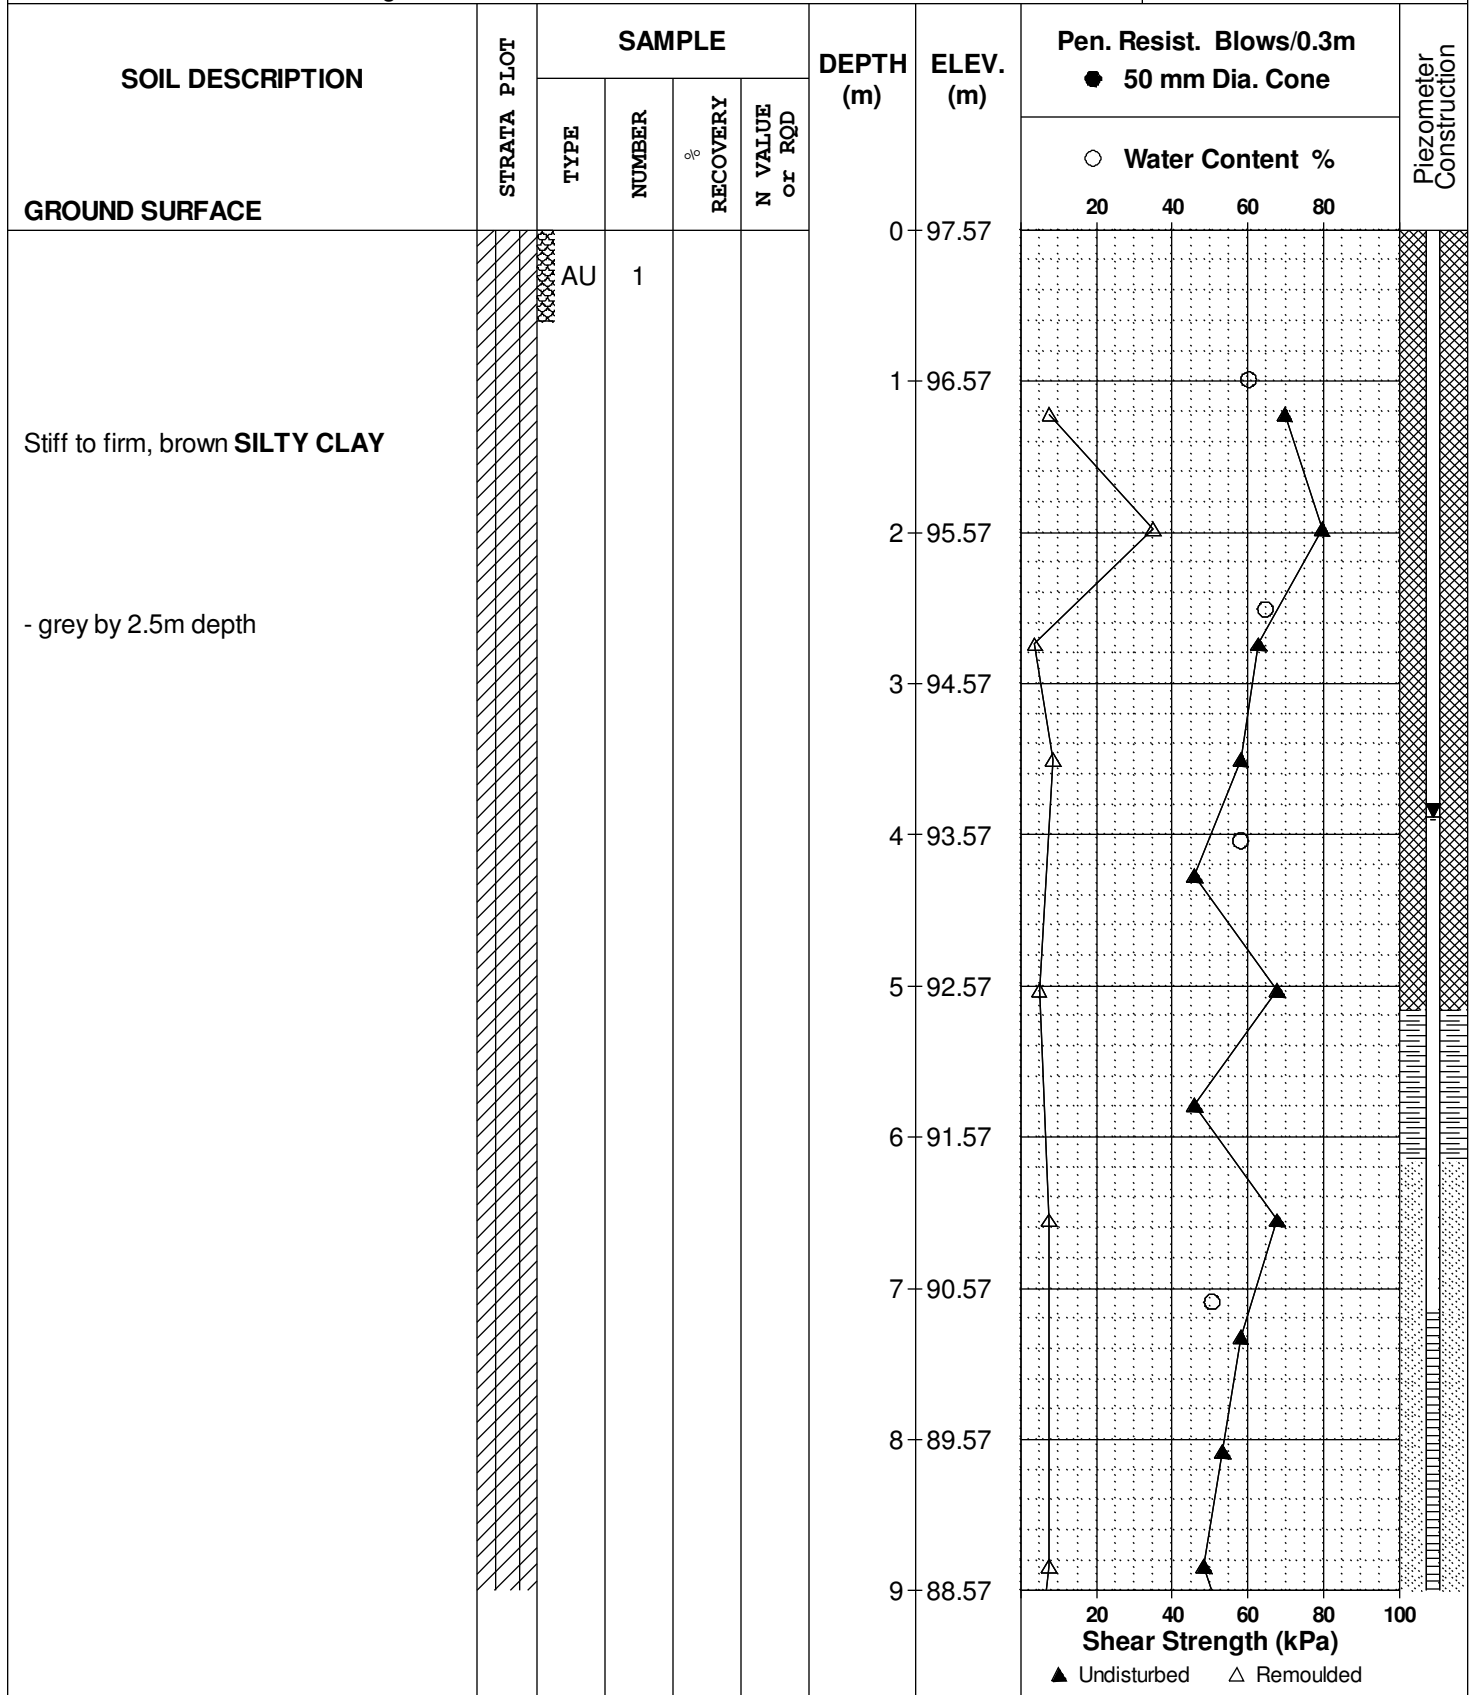 SOIL DESCRIPTION
GROUND SURFACE
STRATA PLOT
SAMPLE
TYPE
NUMBER
%
RECOVERY
N VALUE
or RQD
DEPTH
(m)
ELEV.
(m)
Pen. Resist. Blows/0.3m
● 50 mm Dia. Cone
○ Water Content %
20 40 60 80
Piezometer
Construction
0 97.57
AU 1
1 96.57
Stiff to firm, brown SILTY CLAY
2 95.57
- grey by 2.5m depth
3 94.57
4 93.57
5 92.57
6 91.57
7 90.57
8 89.57
9 88.57
20 40 60 80 100
Shear Strength (kPa)
▲ Undisturbed △ Remoulded